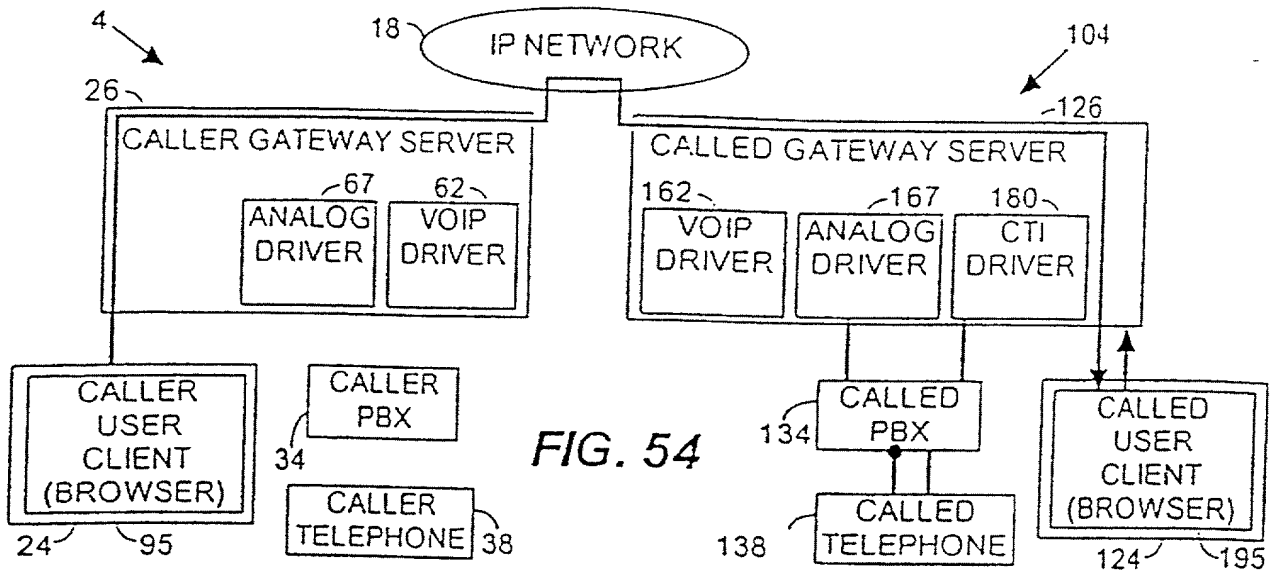 4
18
IP NETWORK
104
26
126
CALLER GATEWAY SERVER
CALLED GATEWAY SERVER
67
62
162
167
180
ANALOG
DRIVER
VOIP
DRIVER
VOIP
DRIVER
ANALOG
DRIVER
CTI
DRIVER
CALLER
USER
CLIENT
(BROWSER)
24
95
CALLER
PBX
34
CALLER
TELEPHONE
38
FIG. 54
134
CALLED
PBX
138
CALLED
TELEPHONE
CALLED
USER
CLIENT
(BROWSER)
124
195